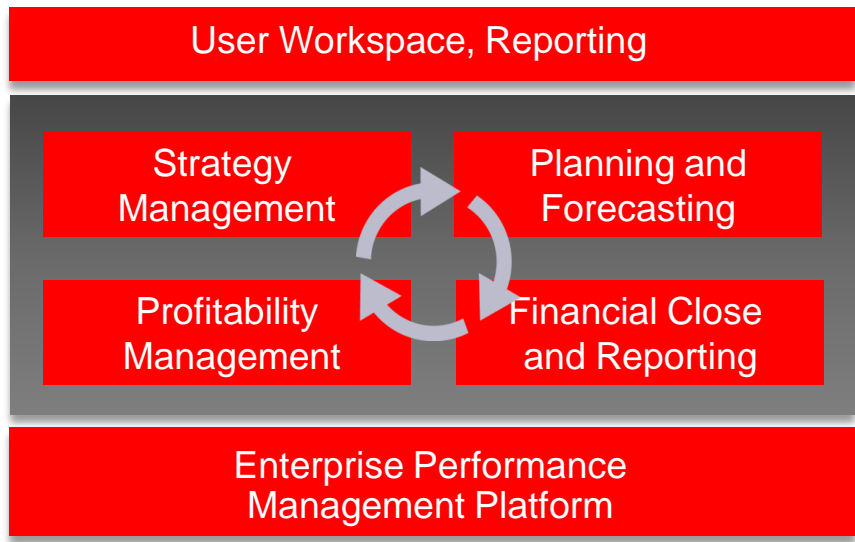 User Workspace, Reporting
Strategy
Management
Planning and
Forecasting
Profitability
Management
Financial Close
and Reporting
Enterprise Performance
Management Platform